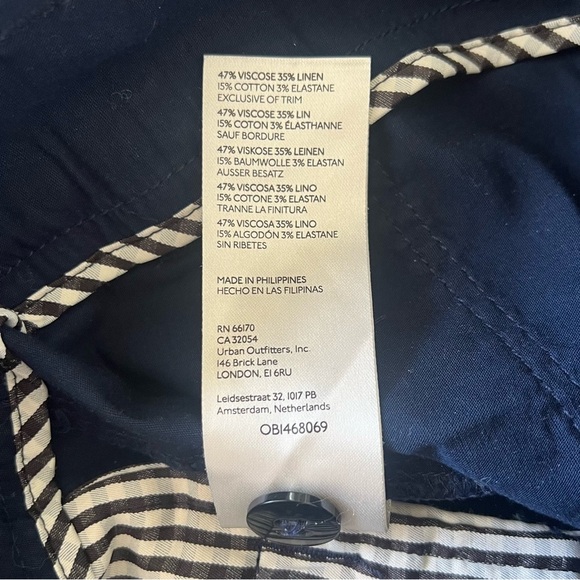 47% VISCOSE 35% LINEN
15% COTTON 3% ELASTANE
EXCLUSIVE OF TRIM
47% VISCOSE 35% LIN
15% COTON 3% ÉLASTHANNE
SAUF BORDURE
47% VISKOSE 35% LEINEN
15% BAUMWOLLE 3% ELASTAN
AUSSER BESATZ
47% VISCOSA 35% LINO
15% COTONE 3% ELASTAN
TRANNE LA FINITURA
47% VISCOSA 35% LINO
15% ALGODÓN 3% ELASTANE
SIN RIBETES
MADE IN PHILIPPINES
HECHO EN LAS FILIPINAS
RN 66170
CA 32054
Urban Outfitters, Inc.
146 Brick Lane
LONDON, E1 6RU
Leidsestraat 32, 1017 PB
Amsterdam, Netherlands
OB1468069